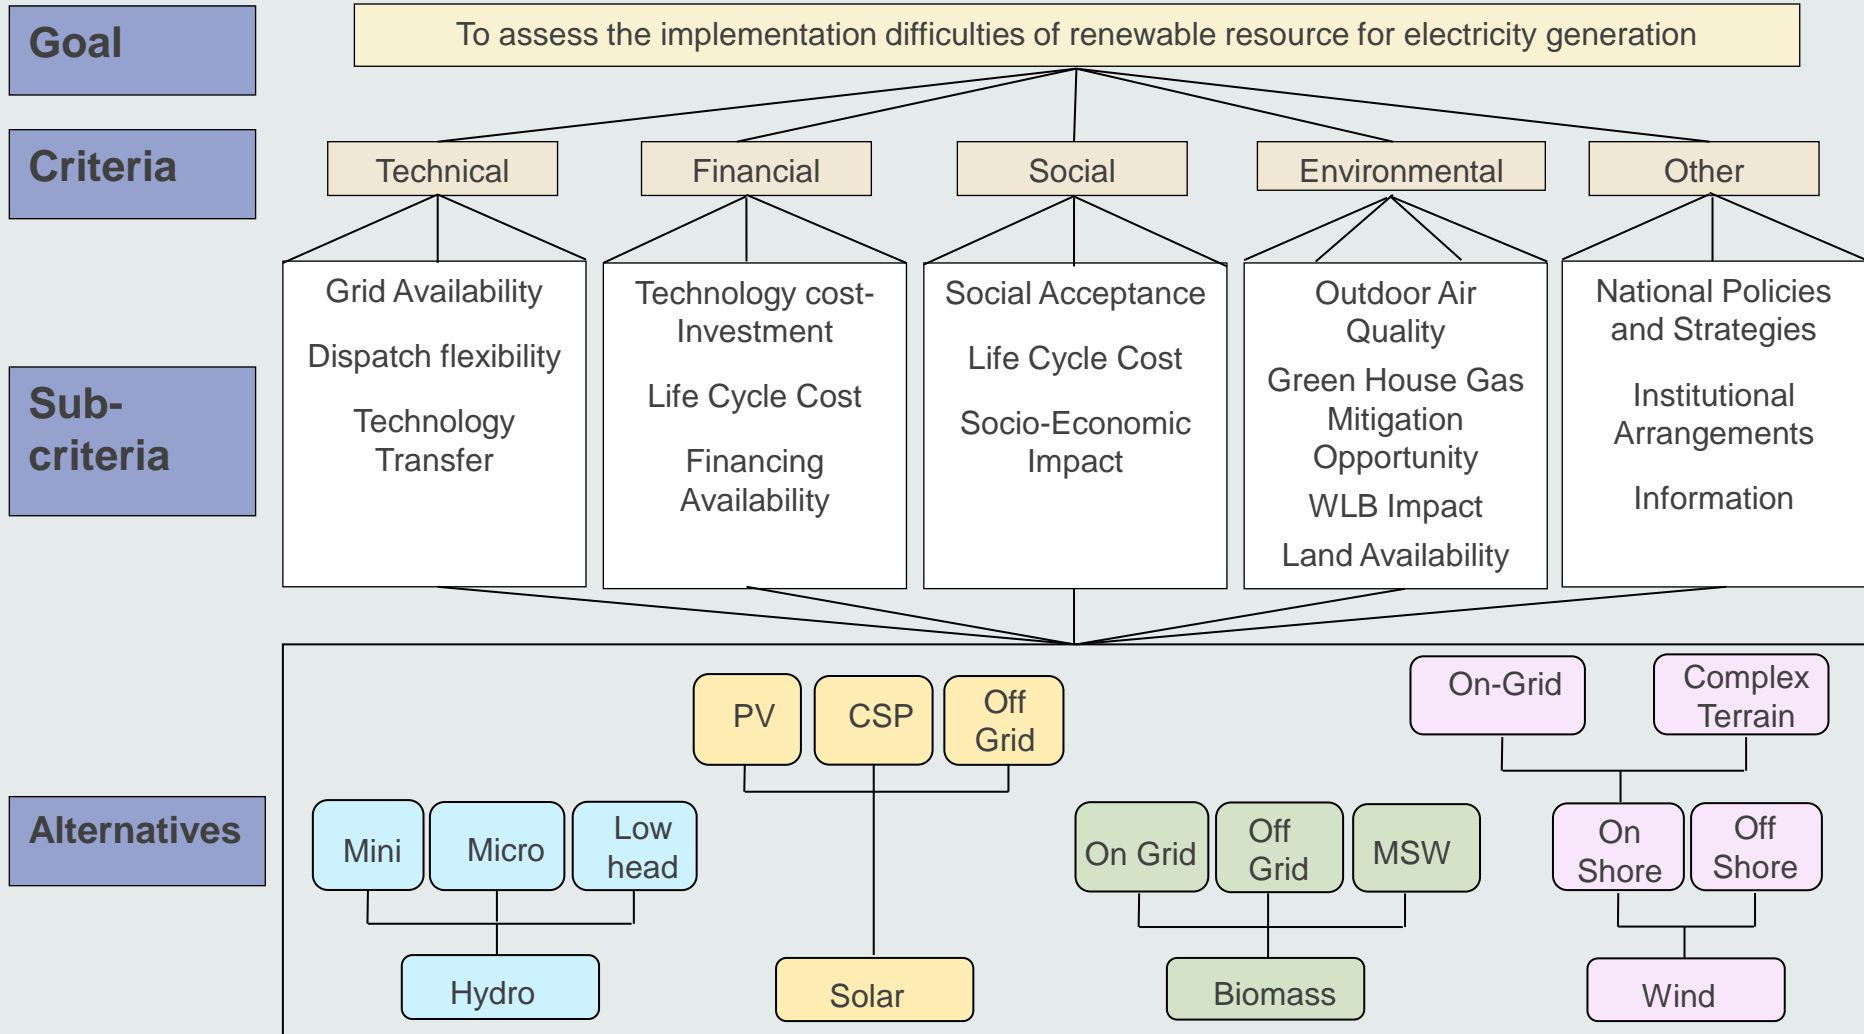 Goal
To assess the implementation difficulties of renewable resource for electricity generation
Criteria
Technical
Financial
Social
Environmental
Other
Sub-
criteria
Grid Availability
Dispatch flexibility
Technology
Transfer
Technology cost-
Investment
Life Cycle Cost
Financing
Availability
Social Acceptance
Life Cycle Cost
Socio-Economic
Impact
Outdoor Air
Quality
Green House Gas
Mitigation
Opportunity
WLB Impact
Land Availability
National Policies
and Strategies
Institutional
Arrangements
Information
Alternatives
Mini
Micro
Low
head
Hydro
PV
CSP
Off
Grid
Solar
On Grid
Off
Grid
MSW
Biomass
On-Grid
Complex
Terrain
On
Shore
Off
Shore
Wind